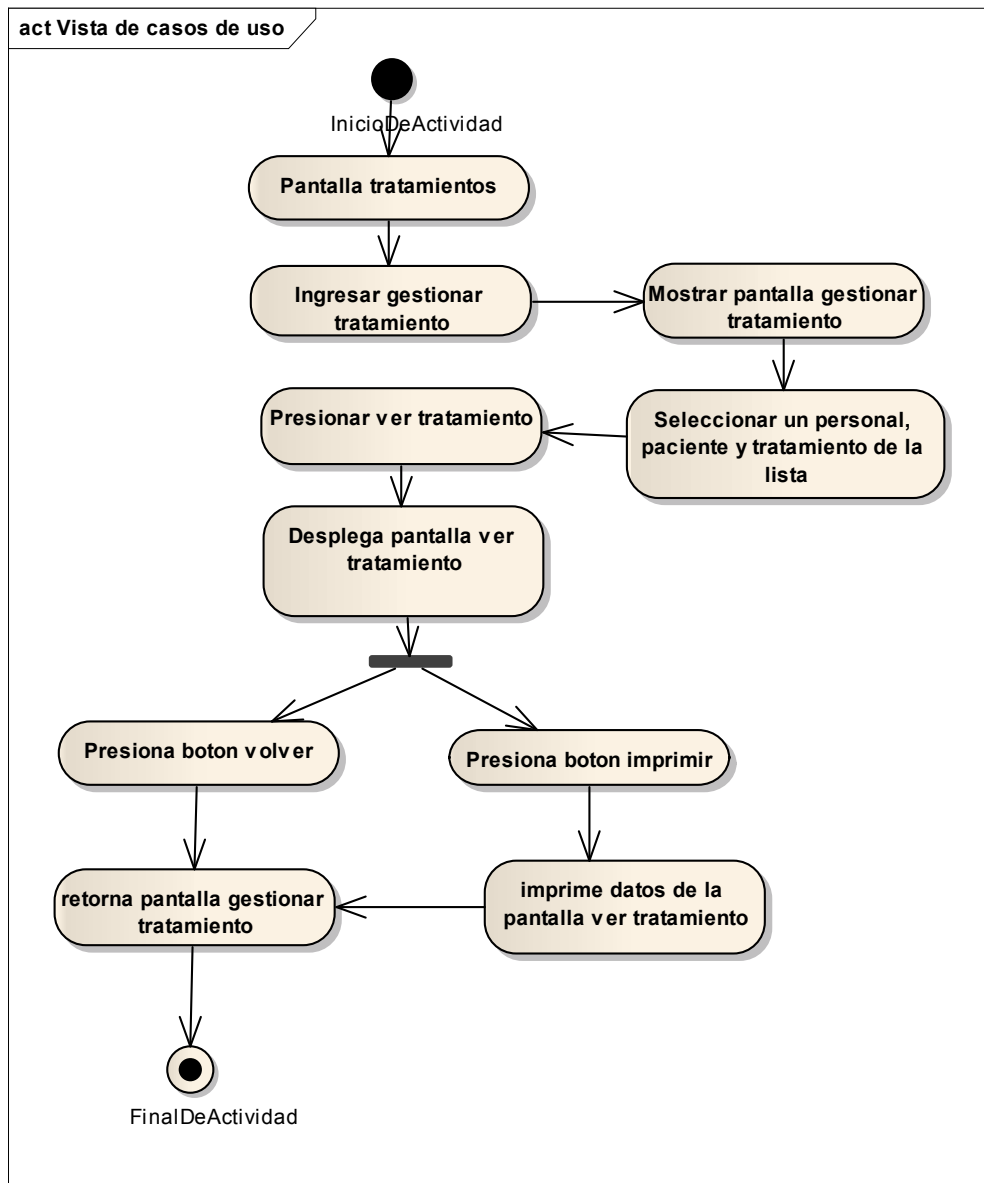 act Vista de casos de uso
InicioDeActividad
Pantalla tratamientos
Ingresar gestionar
tratamiento
Mostrar pantalla gestionar
tratamiento
Seleccionar un personal,
paciente y tratamiento de la
lista
Presionar ver tratamiento
Desplega pantalla ver
tratamiento
Presiona boton volver
Presiona boton imprimir
retorna pantalla gestionar
tratamiento
imprime datos de la
pantalla ver tratamiento
FinalDeActividad